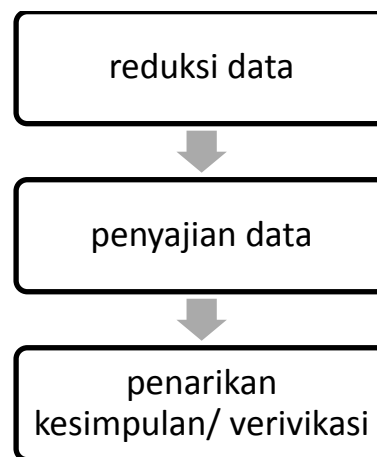 reduksi data
penyajian data
penarikan
kesimpulan/ verivikasi